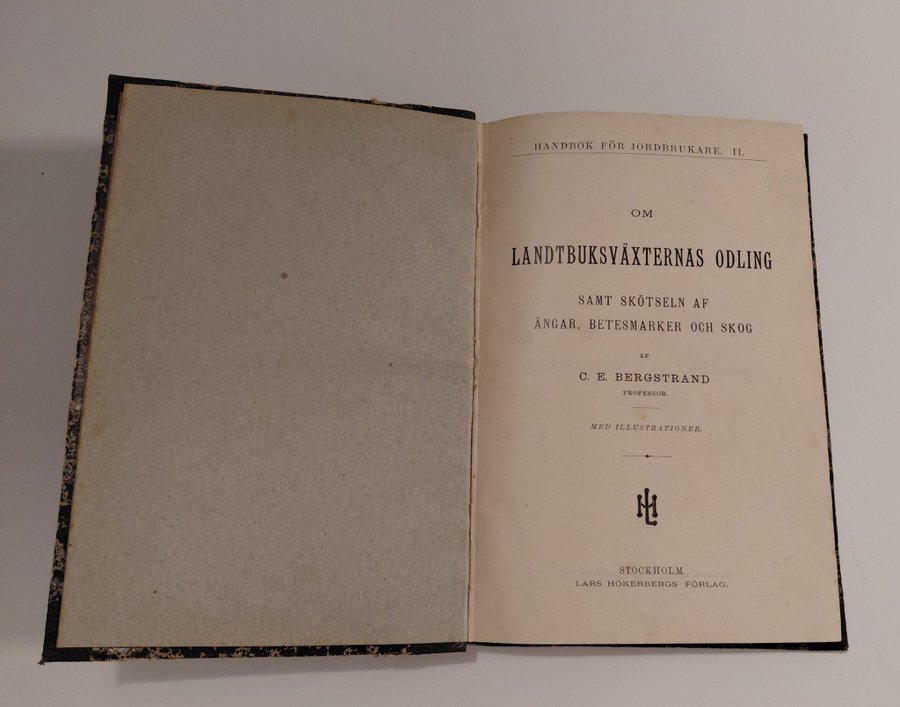 HANDBOK FÖR JORDBRUKARE. II.
OM
LANDTBUKSVÄXTERNAS ODLING
SAMT SKÖTSELN AF
ÄNGAR, BETESMARKER OCH SKOG
AF
C. E. BERGSTRAND
PROFESSOR.
MED ILLUSTRATIONER.
STOCKHOLM
LARS HÖKERBERGS FÖRLAG.